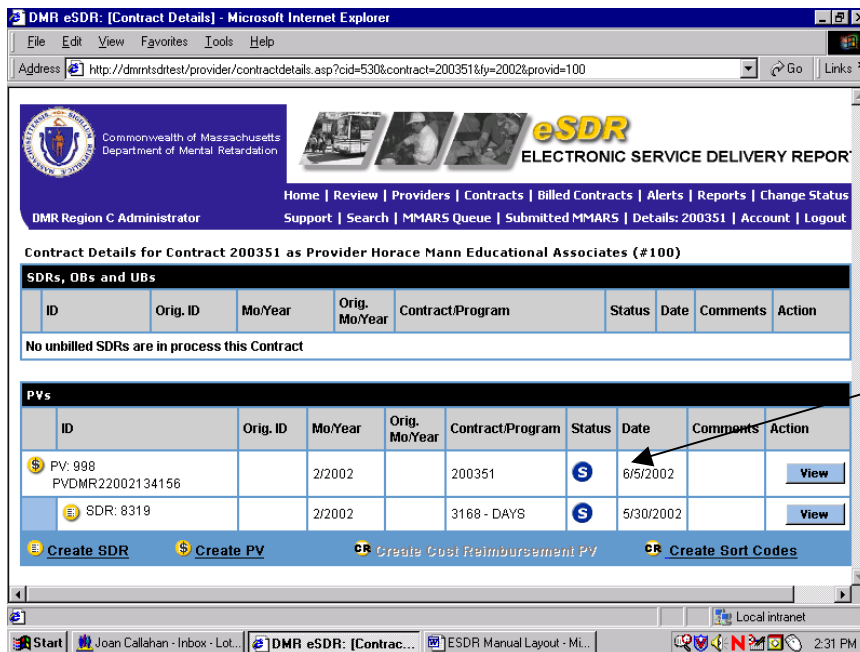 DMR eSDR: [Contract Details] - Microsoft Internet Explorer
File Edit View Favorites Tools Help
Address http://dmrntsdrtest/provider/contractdetails.asp?cid=530&contract=200351&fy=2002&provid=100 Go Links
Commonwealth of Massachusetts
Department of Mental Retardation
eSDR
ELECTRONIC SERVICE DELIVERY REPOR
Home | Review | Providers | Contracts | Billed Contracts | Alerts | Reports | Change Status
DMR Region C Administrator Support | Search | MMARS Queue | Submitted MMARS | Details: 200351 | Account | Logout
Contract Details for Contract 200351 as Provider Horace Mann Educational Associates (#100)
SDRs, OBs and UBs
ID Orig. ID Mo/Year Orig. Mo/Year Contract/Program Status Date Comments Action
No unbilled SDRs are in process this Contract
PVs
ID Orig. ID Mo/Year Orig. Mo/Year Contract/Program Status Date Comments Action
$ PV: 998 2/2002 200351 S 6/5/2002 View
PVDMR22002134156
SDR: 8319 2/2002 3168 - DAYS S 5/30/2002 View
Create SDR $ Create PV CR Create Cost Reimbursement PV CR Create Sort Codes
Local intranet
Start Joan Callahan - Inbox - Lot... DMR eSDR: [Contrac... ESDR Manual Layout - Mi... 2:31 PM